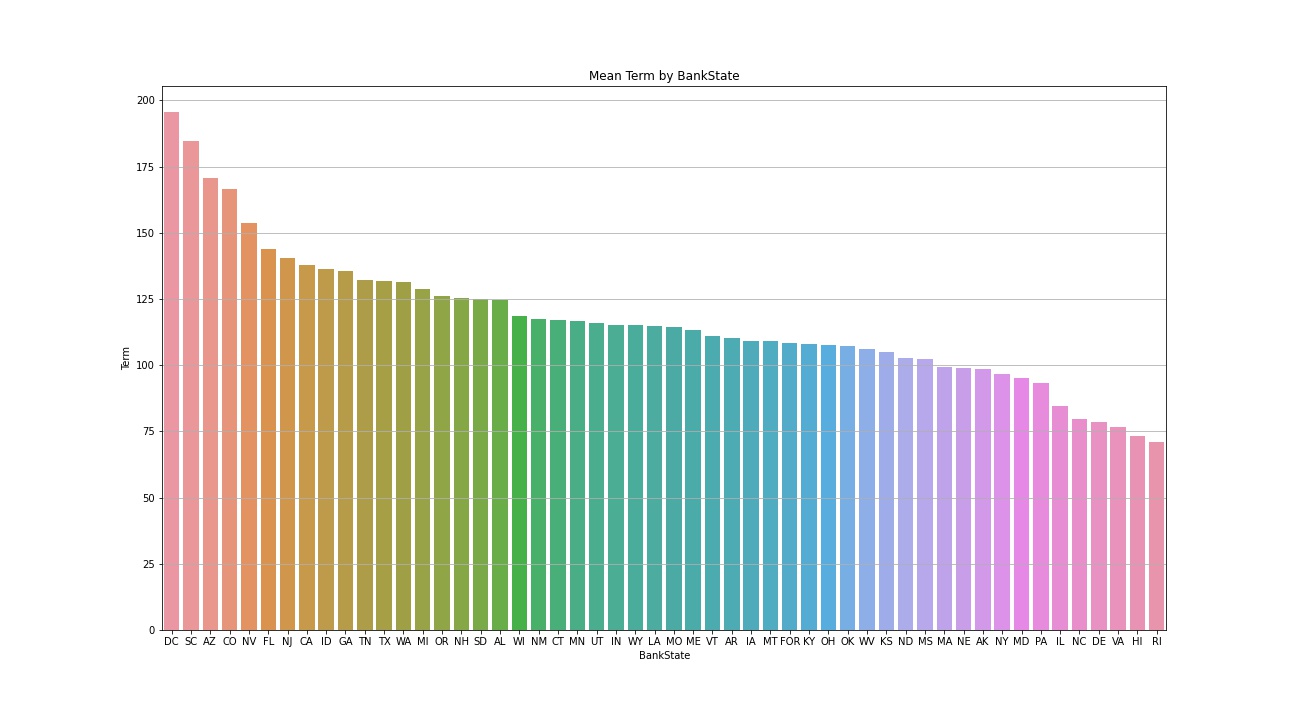 Mean Term by BankState
200
175
150
125
100
75
50
25
0
Term
DC SC AZ CO NV FL NJ CA ID GA TN TX WA MI OR NH SD AL WI NM CT MN UT IN WY LA MO ME VT AR IA MT FOR KY OH OK WV KS ND MS MA NE AK NY MD PA IL NC DE VA HI RI
BankState